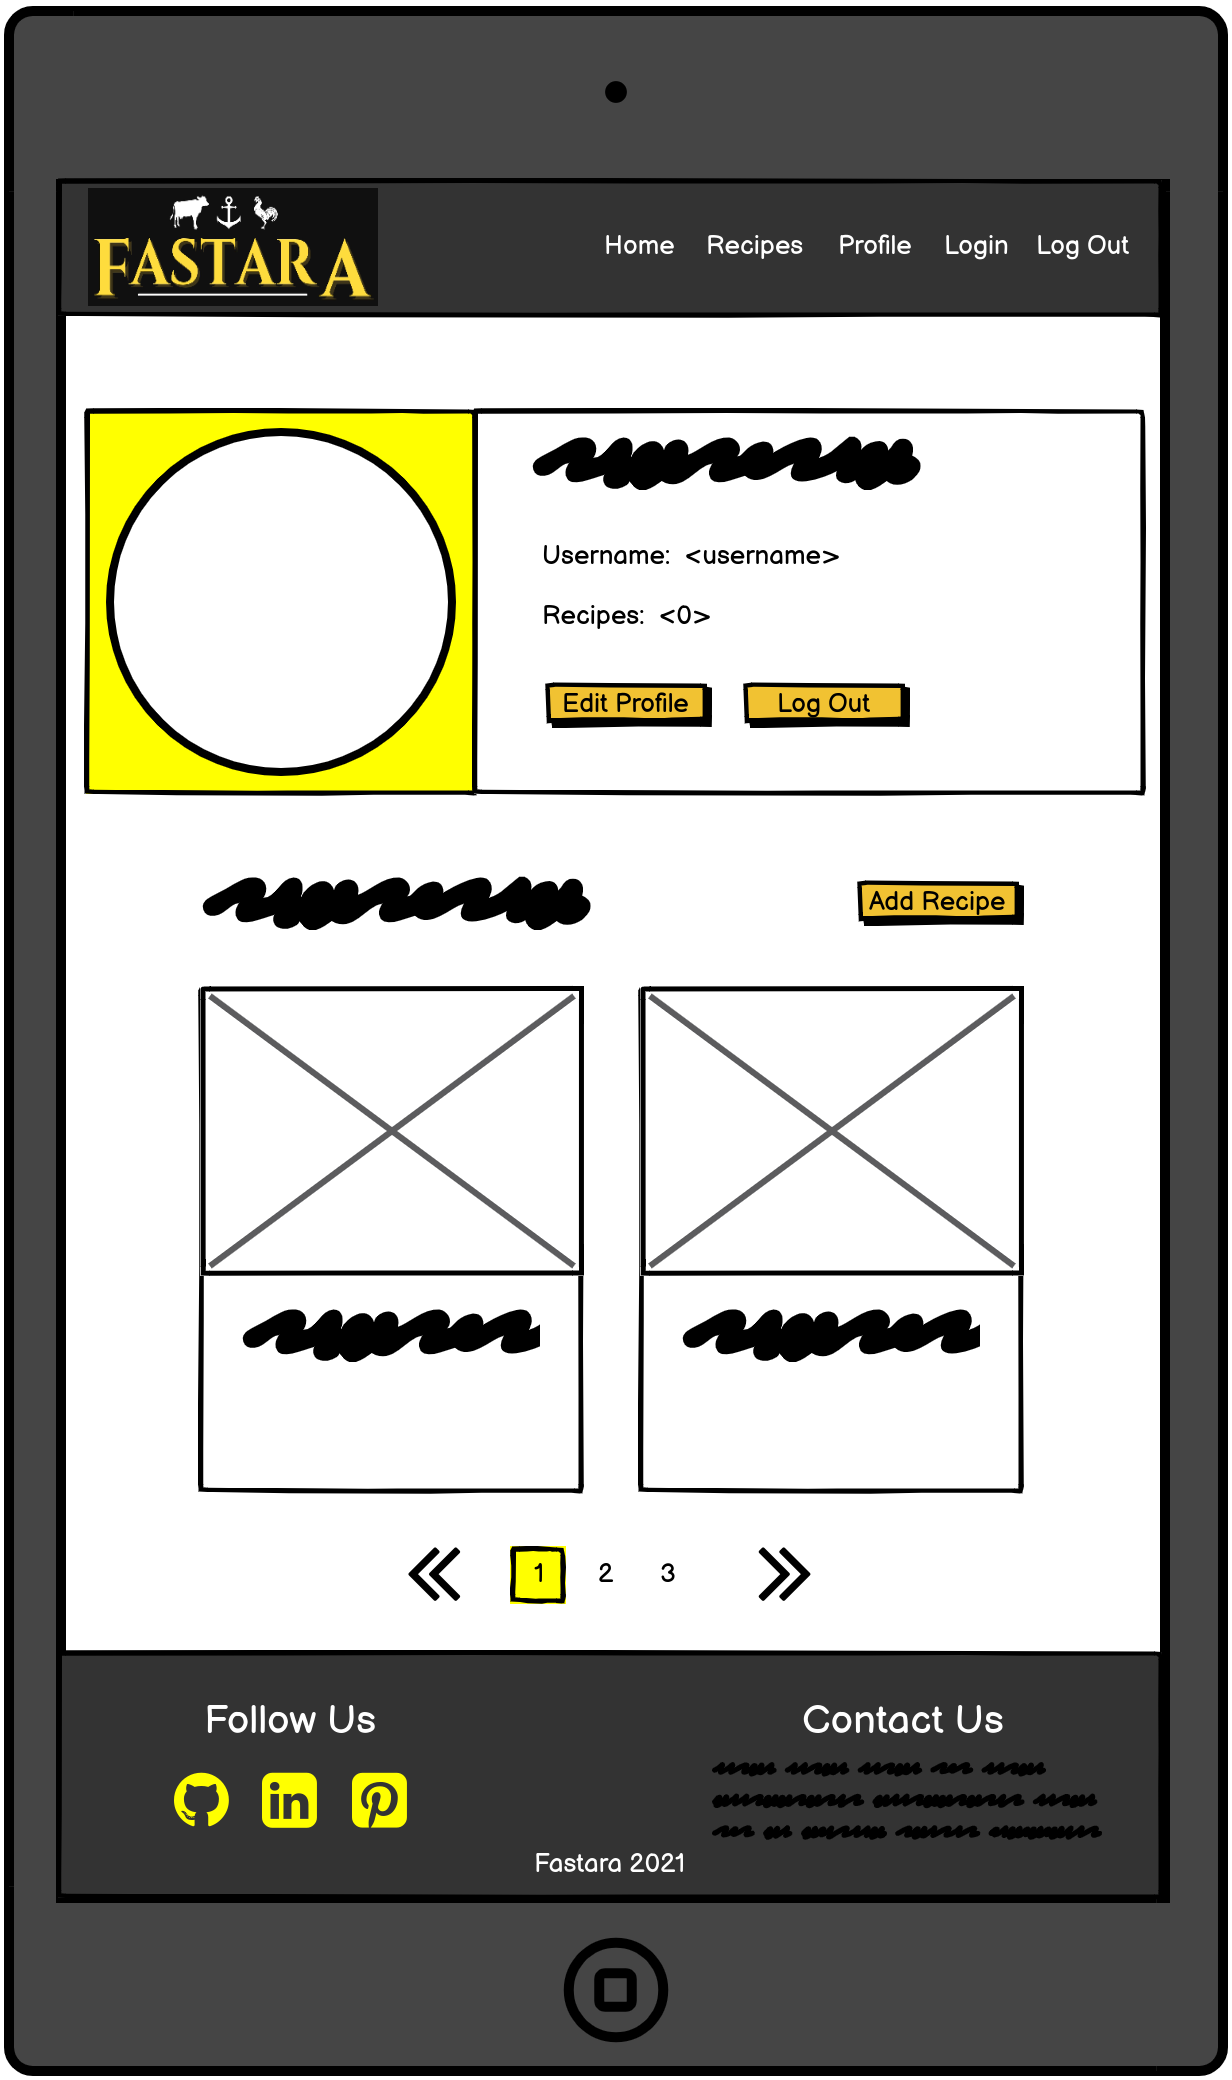 FASTARA
Home Recipes Profile Login Log Out
Username: <username>
Recipes: <0>
Edit Profile Log Out
Add Recipe
1 2 3
Follow Us Contact Us
in
Fastara 2021